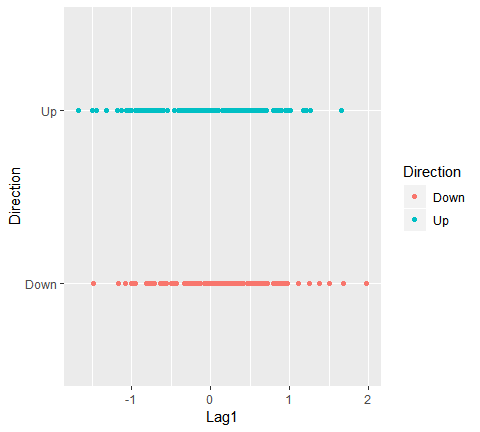 Direction
Up
Down
-1
0
1
2
Lag1
Direction
Down
Up